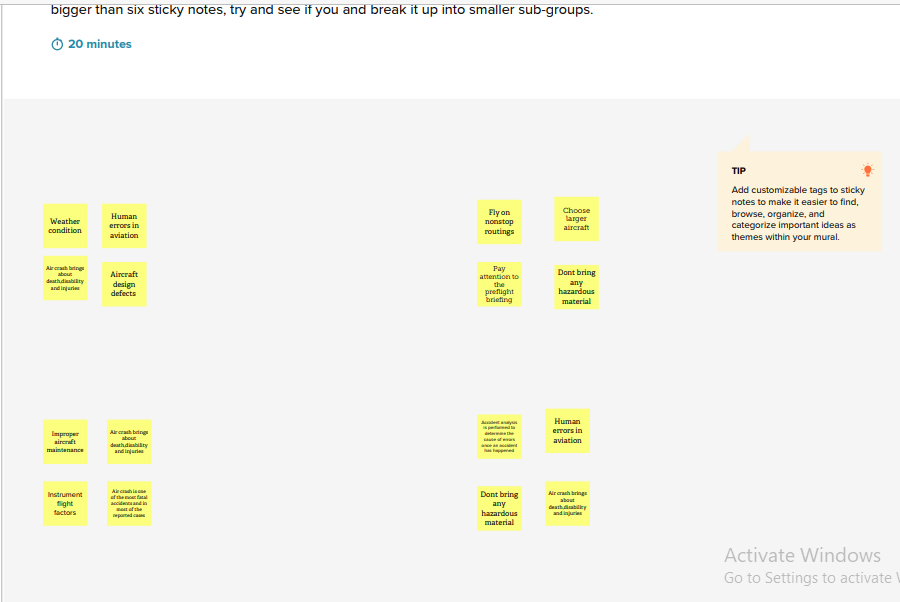 bigger than six sticky notes, try and see if you and break it up into smaller sub-groups.
20 minutes
TIP
Add customizable tags to sticky
notes to make it easier to find,
browse, organize, and
categorize important ideas as
themes within your mural.
Weather
condition
Human
errors in
aviation
Air crash brings
about
death,disability
and injuries
Aircraft
design
defects
Fly on
nonstop
routings
Choose
larger
aircraft
Pay
attention to
the
preflight
briefing
Dont bring
any
hazardous
material
Improper
aircraft
maintenance
Air crash brings
about
death,disability
and injuries
Instrument
flight
factors
Air crash is one
of the most fatal
accidents and in
most of the
reported cases
Accident analysis
is performed to
determine the
cause of errors
once an accident
has happened
Human
errors in
aviation
Dont bring
any
hazardous
material
Air crash brings
about
death,disability
and injuries
Activate Windows
Go to Settings to activate